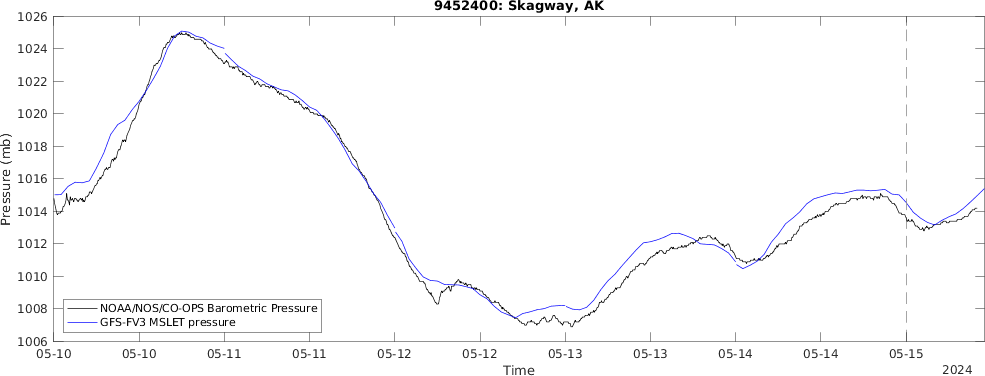 9452400: Skagway, AK
Pressure (mb)
1026
1024
1022
1020
1018
1016
1014
1012
1010
1008
1006
NOAA/NOS/CO-OPS Barometric Pressure
GFS-FV3 MSLET pressure
05-10 05-10 05-11 05-11 05-12 05-12 05-13 05-13 05-14 05-14 05-15
Time
2024